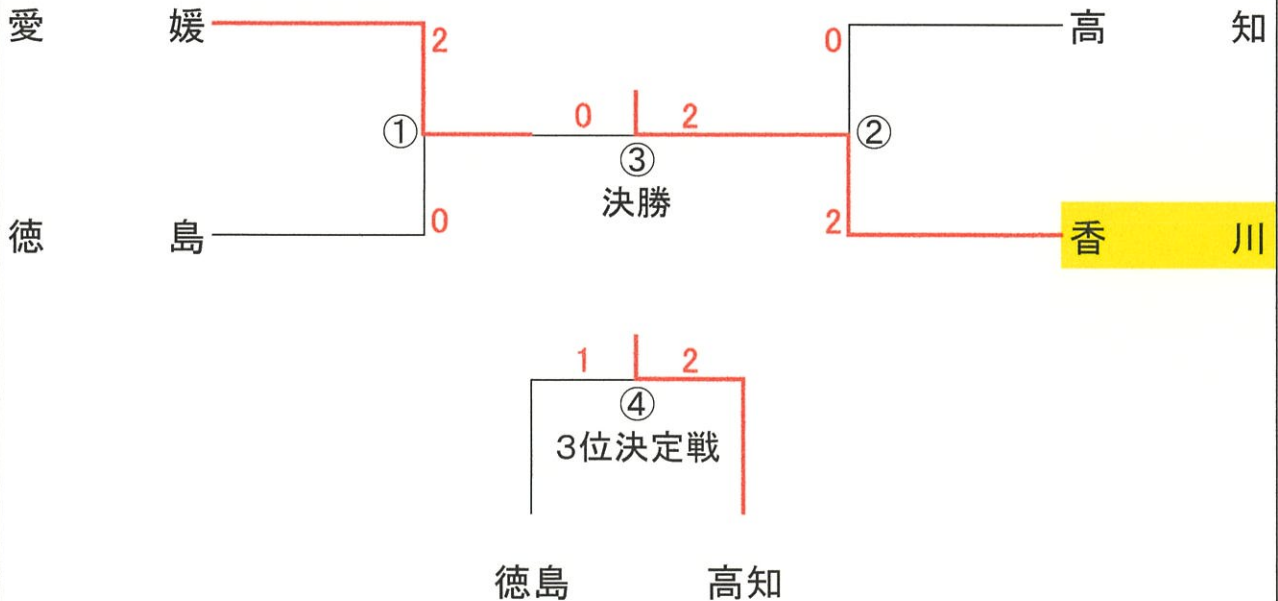 愛 媛 2 0 高 知
① 0 2 ②
③
決勝
徳 島 0 2 香 川
1 2
④
3位決定戦
徳島 高知